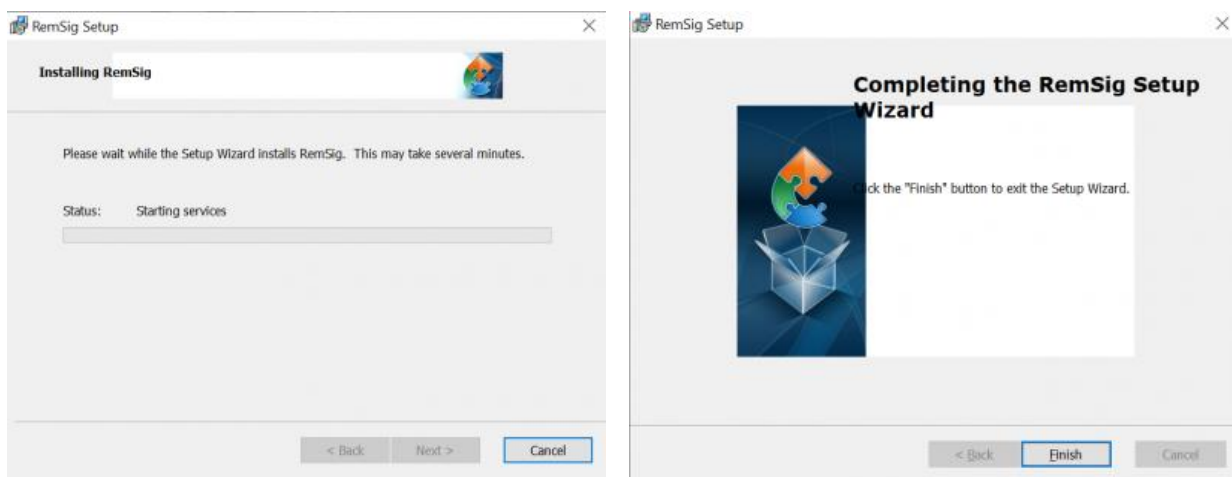 RemSig Setup
Installing RemSig
Please wait while the Setup Wizard installs RemSig. This may take several minutes.
Status: Starting services
< Back Next > Cancel
RemSig Setup
Completing the RemSig Setup
Wizard
Click the "Finish" button to exit the Setup Wizard.
< Back Finish Cancel